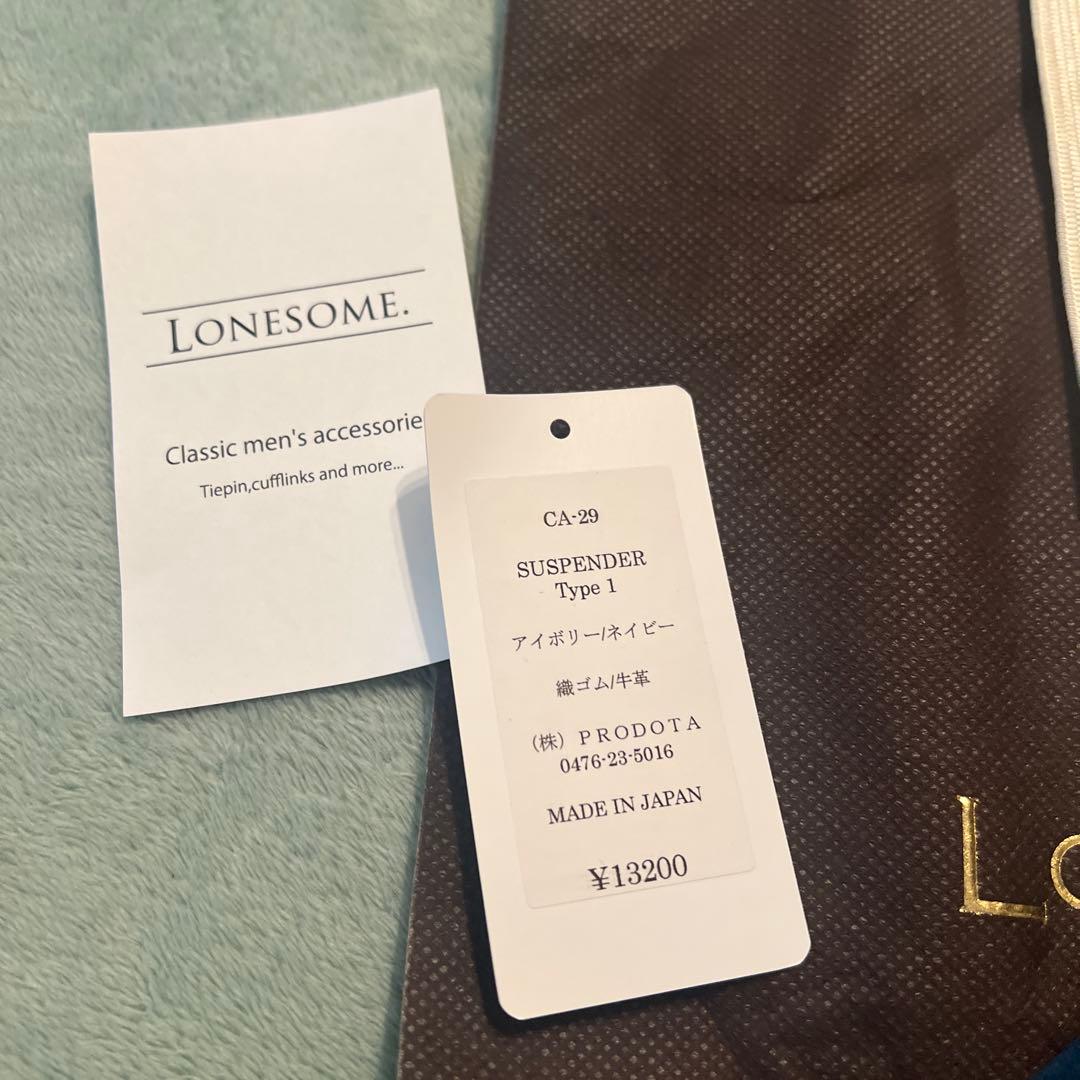 LONESOME.
Classic men's accessorie
Tiepin,cufflinks and more...
CA-29
SUSPENDER
Type 1
アイボリー/ネイビー
織ゴム/牛革
（株）ＰＲＯＤＯＴＡ
0476-23-5016
MADE IN JAPAN
¥13200
Lo